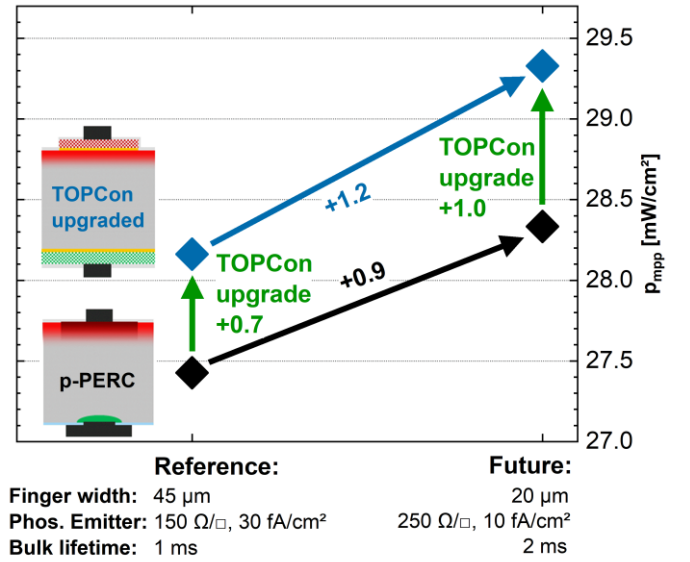 29.5
29.0
28.5
28.0
27.5
27.0
p_mpp [mW/cm²]
TOPCon
upgraded
p-PERC
+1.2
+0.9
TOPCon
upgrade
+0.7
TOPCon
upgrade
+1.0
Reference: Future:
Finger width: 45 µm 20 µm
Phos. Emitter: 150 Ω/□, 30 fA/cm² 250 Ω/□, 10 fA/cm²
Bulk lifetime: 1 ms 2 ms